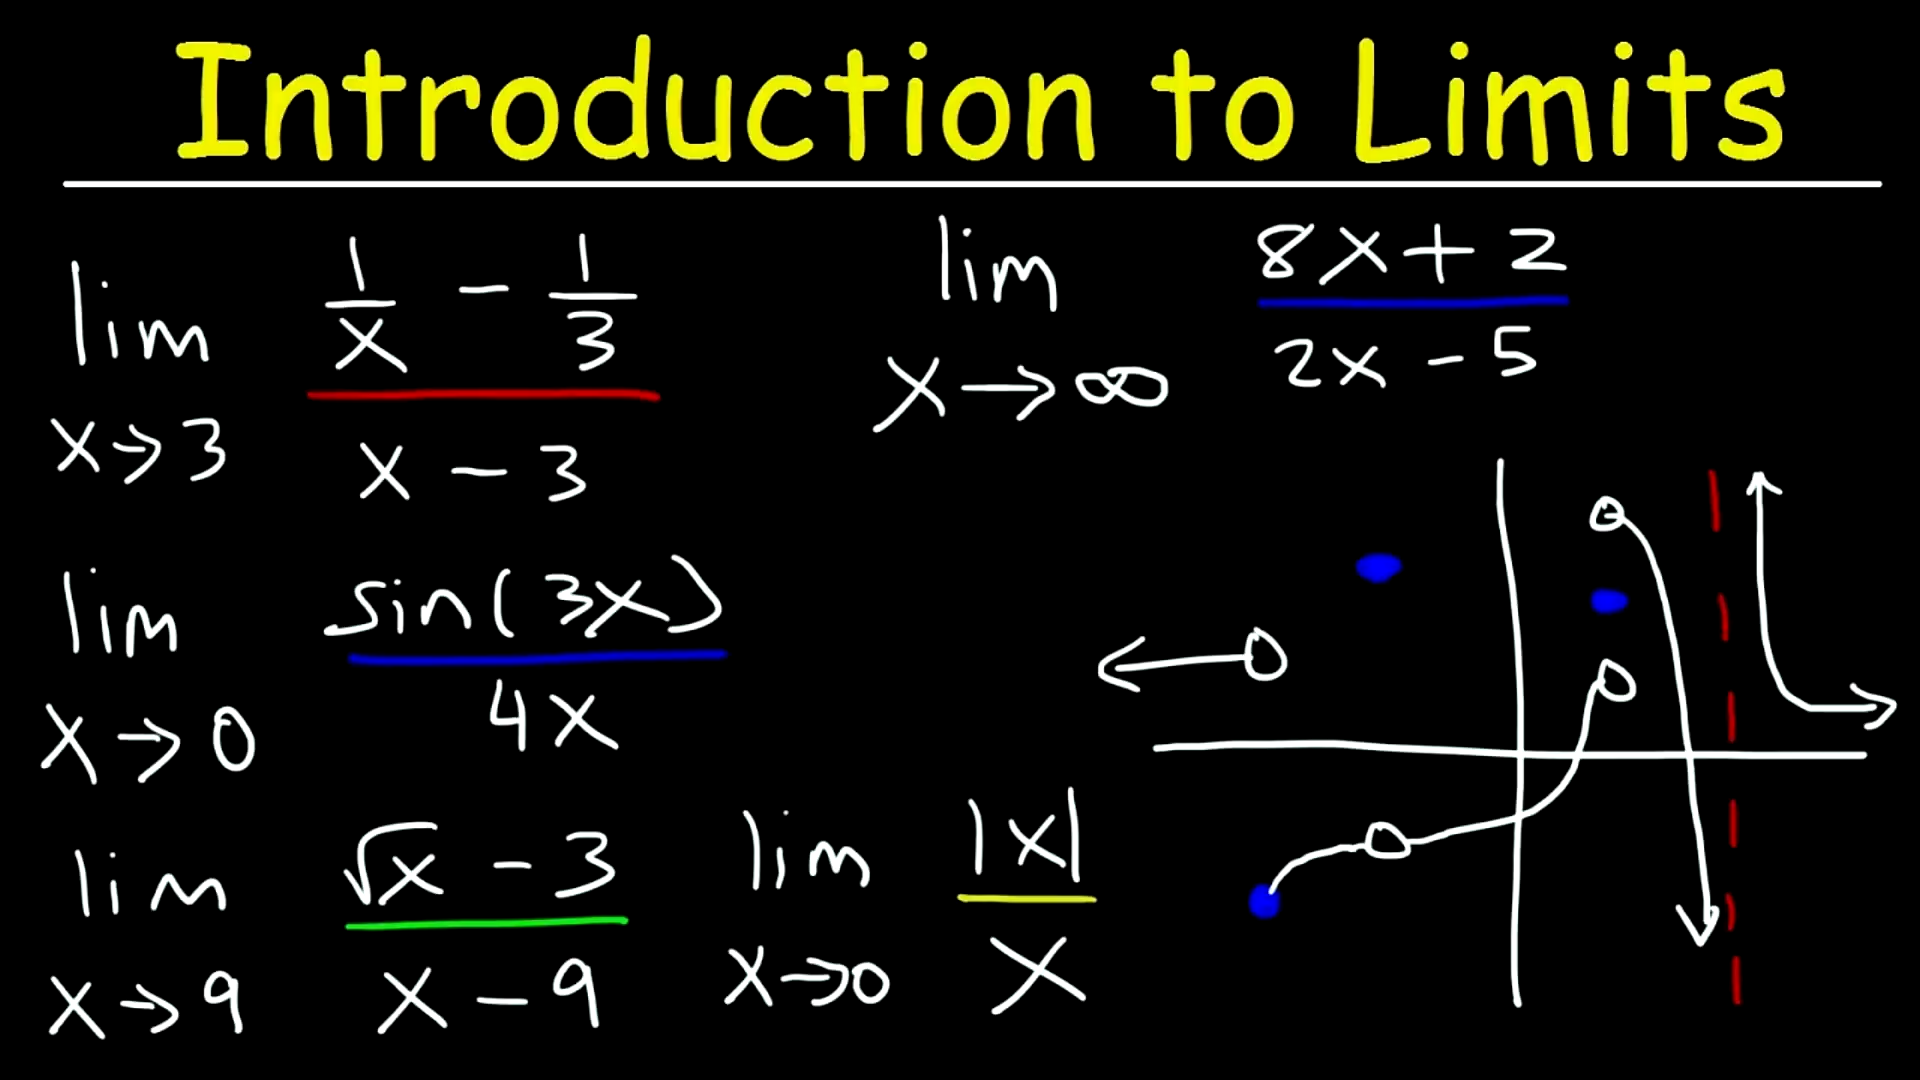 Introduction to Limits
lim 1/x - 1/3
x→3 x - 3
lim 8x + 2
x→∞ 2x - 5
lim sin(3x)
x→0 4x
lim √x - 3
x→9 x - 9
lim |x|
x→0 x